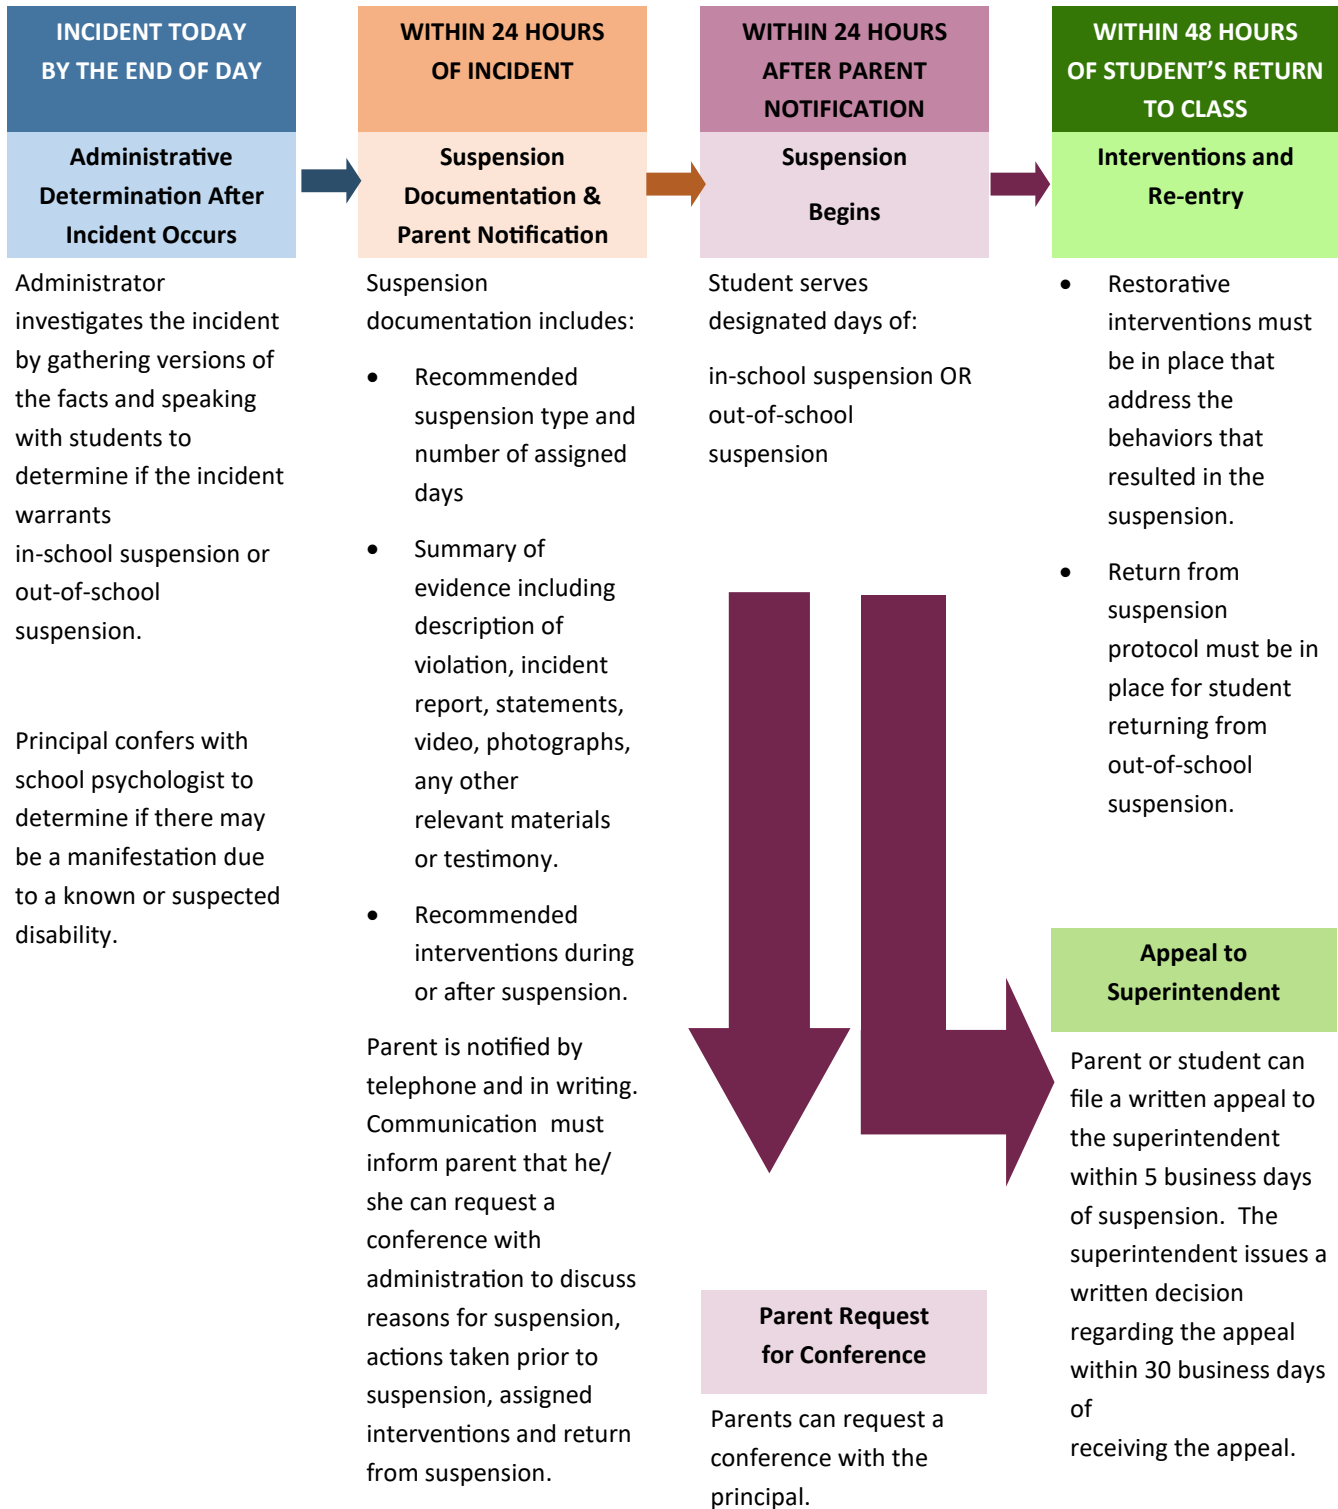 INCIDENT TODAY
BY THE END OF DAY
Administrative
Determination After
Incident Occurs
Administrator
investigates the incident
by gathering versions of
the facts and speaking
with students to
determine if the incident
warrants
in-school suspension or
out-of-school
suspension.
Principal confers with
school psychologist to
determine if there may
be a manifestation due
to a known or suspected
disability.
WITHIN 24 HOURS
OF INCIDENT
Suspension
Documentation &
Parent Notification
Suspension
documentation includes:
• Recommended
suspension type and
number of assigned
days
• Summary of
evidence including
description of
violation, incident
report, statements,
video, photographs,
any other
relevant materials
or testimony.
• Recommended
interventions during
or after suspension.
Parent is notified by
telephone and in writing.
Communication  must
inform parent that he/
she can request a
conference with
administration to discuss
reasons for suspension,
actions taken prior to
suspension, assigned
interventions and return
from suspension.
WITHIN 24 HOURS
AFTER PARENT
NOTIFICATION
Suspension
Begins
Student serves
designated days of:
in-school suspension OR
out-of-school
suspension
Parent Request
for Conference
Parents can request a
conference with the
principal.
WITHIN 48 HOURS
OF STUDENT’S RETURN
TO CLASS
Interventions and
Re-entry
• Restorative
interventions must
be in place that
address the
behaviors that
resulted in the
suspension.
• Return from
suspension
protocol must be in
place for student
returning from
out-of-school
suspension.
Appeal to
Superintendent
Parent or student can
file a written appeal to
the superintendent
within 5 business days
of suspension.  The
superintendent issues a
written decision
regarding the appeal
within 30 business days
of
receiving the appeal.